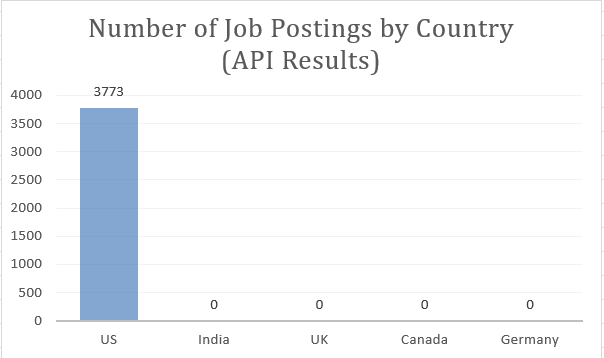 Number of Job Postings by Country
(API Results)
3773
4000
3500
3000
2500
2000
1500
1000
500
0
0
0
0
0
US
India
UK
Canada
Germany